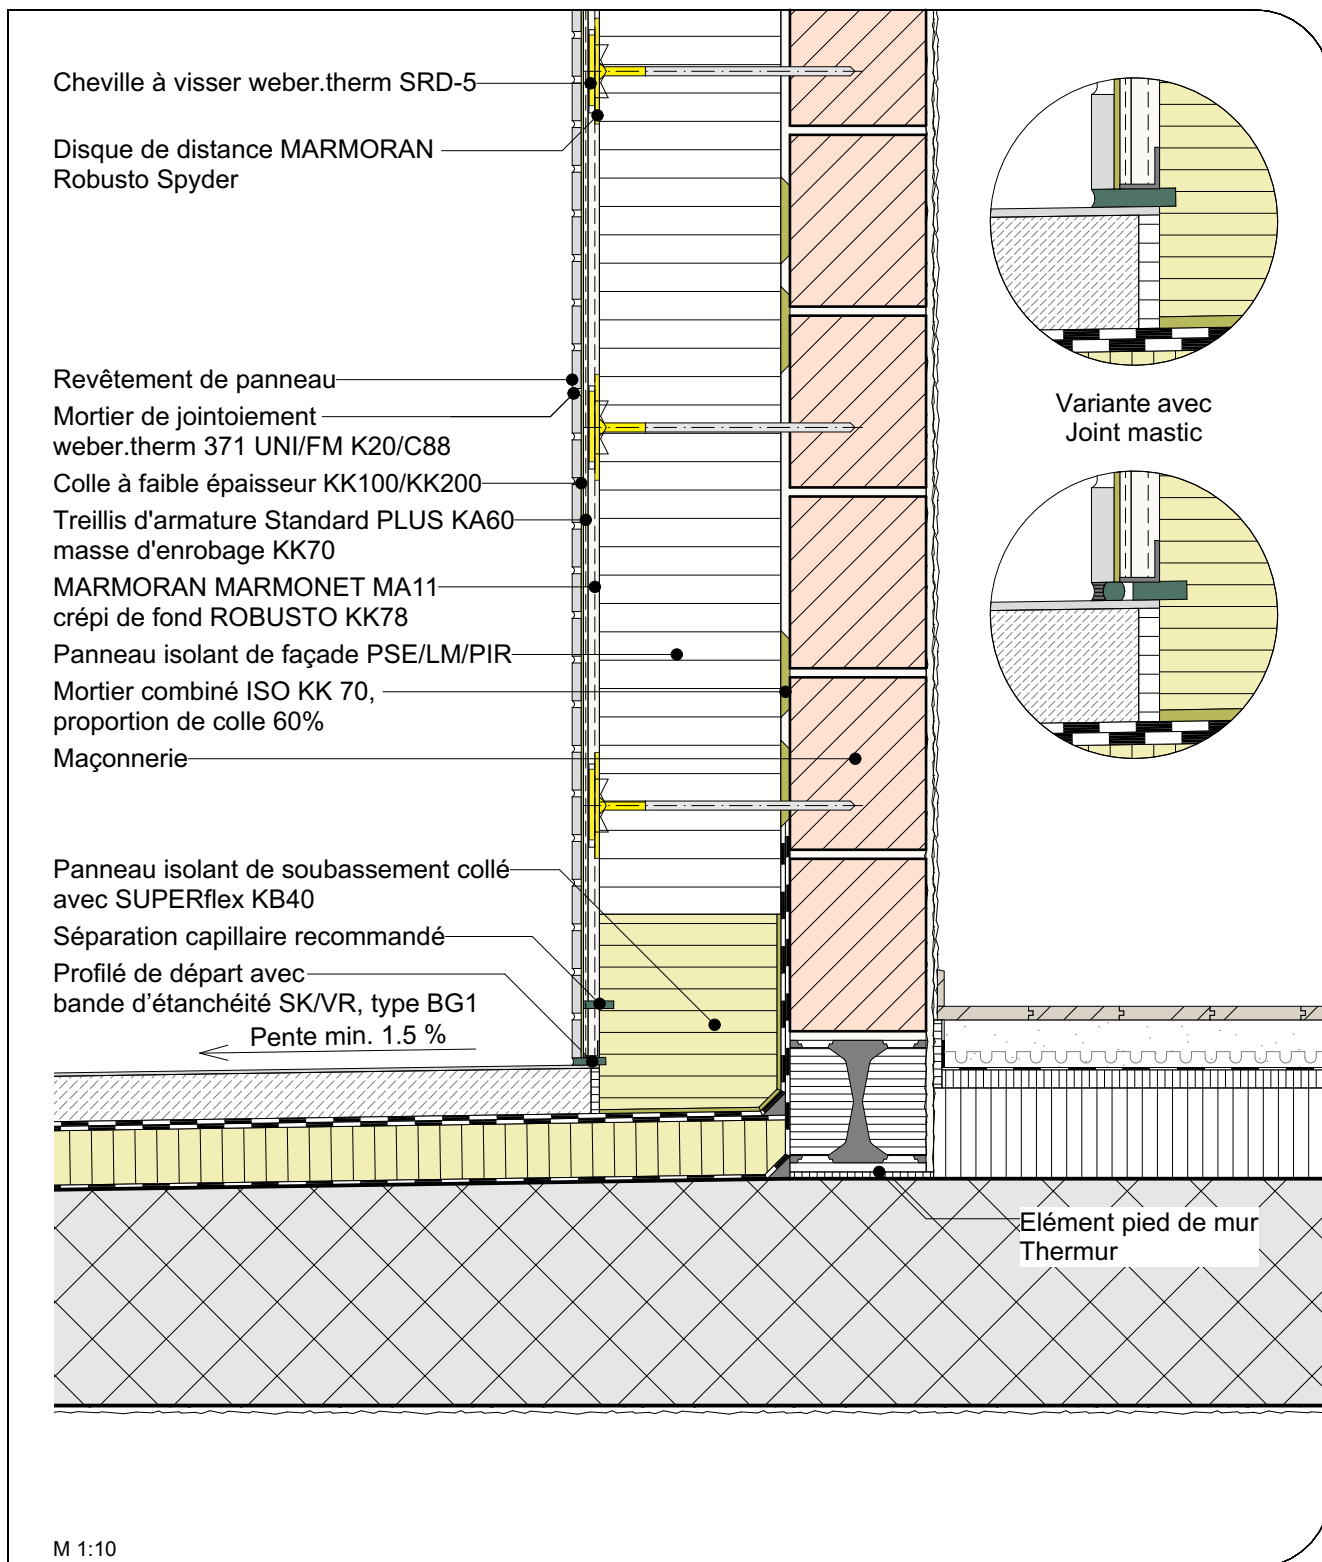 Cheville à visser weber.therm SRD-5
Disque de distance MARMORAN
Robusto Spyder
Revêtement de panneau
Mortier de jointoiement
weber.therm 371 UNI/FM K20/C88
Colle à faible épaisseur KK100/KK200
Treillis d'armature Standard PLUS KA60
masse d'enrobage KK70
MARMORAN MARMONET MA11
crépi de fond ROBUSTO KK78
Panneau isolant de façade PSE/LM/PIR
Mortier combiné ISO KK 70,
proportion de colle 60%
Maçonnerie
Panneau isolant de soubassement collé
avec SUPERflex KB40
Séparation capillaire recommandé
Profilé de départ avec
bande d’étanchéité SK/VR, type BG1
Pente min. 1.5 %
Variante avec
Joint mastic
Elément pied de mur
Thermur
M 1:10